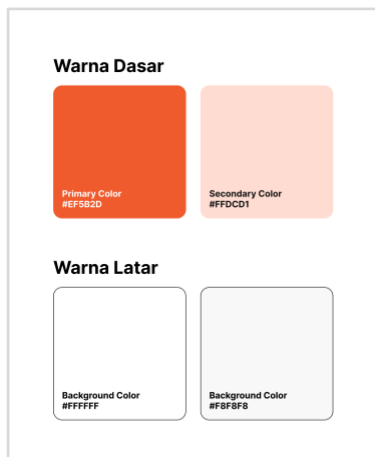 Warna Dasar
Primary Color
#EF5B2D
Secondary Color
#FFDCD1
Warna Latar
Background Color
#FFFFFF
Background Color
#F8F8F8